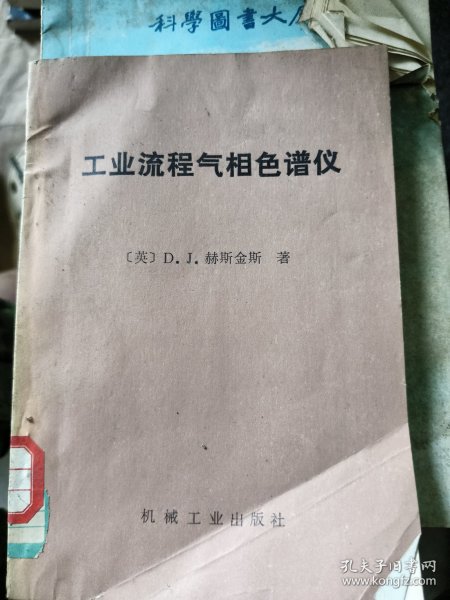 科學圖書大
工业流程气相色谱仪
〔英〕D.J.赫斯金斯 著
机械工业出版社
孔夫子旧书网
www.kongfz.com